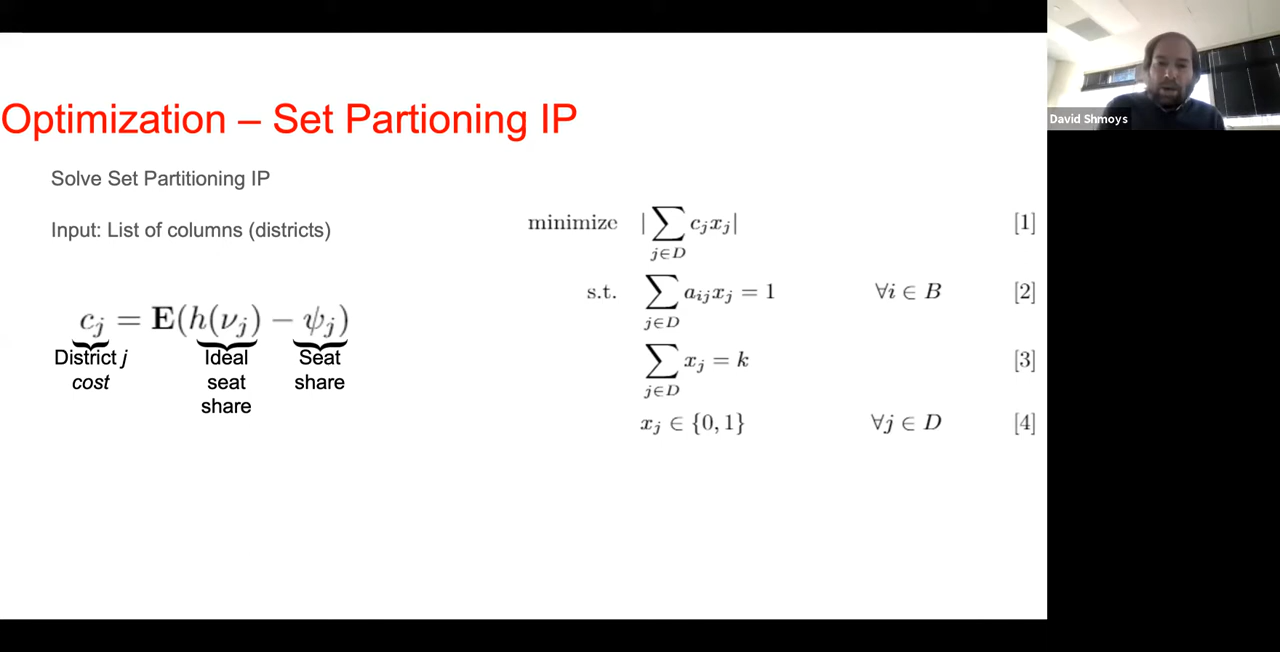 Optimization – Set Partioning IP
Solve Set Partitioning IP
Input: List of columns (districts)
c_j = E(h(ν_j) − ψ_j)
District j cost
Ideal seat share
Seat share
minimize |∑_{j∈D} c_j x_j| [1]
s.t. ∑_{j∈D} a_{ij} x_j = 1 ∀i ∈ B [2]
∑_{j∈D} x_j = k [3]
x_j ∈ {0, 1} ∀j ∈ D [4]
David Shmoys